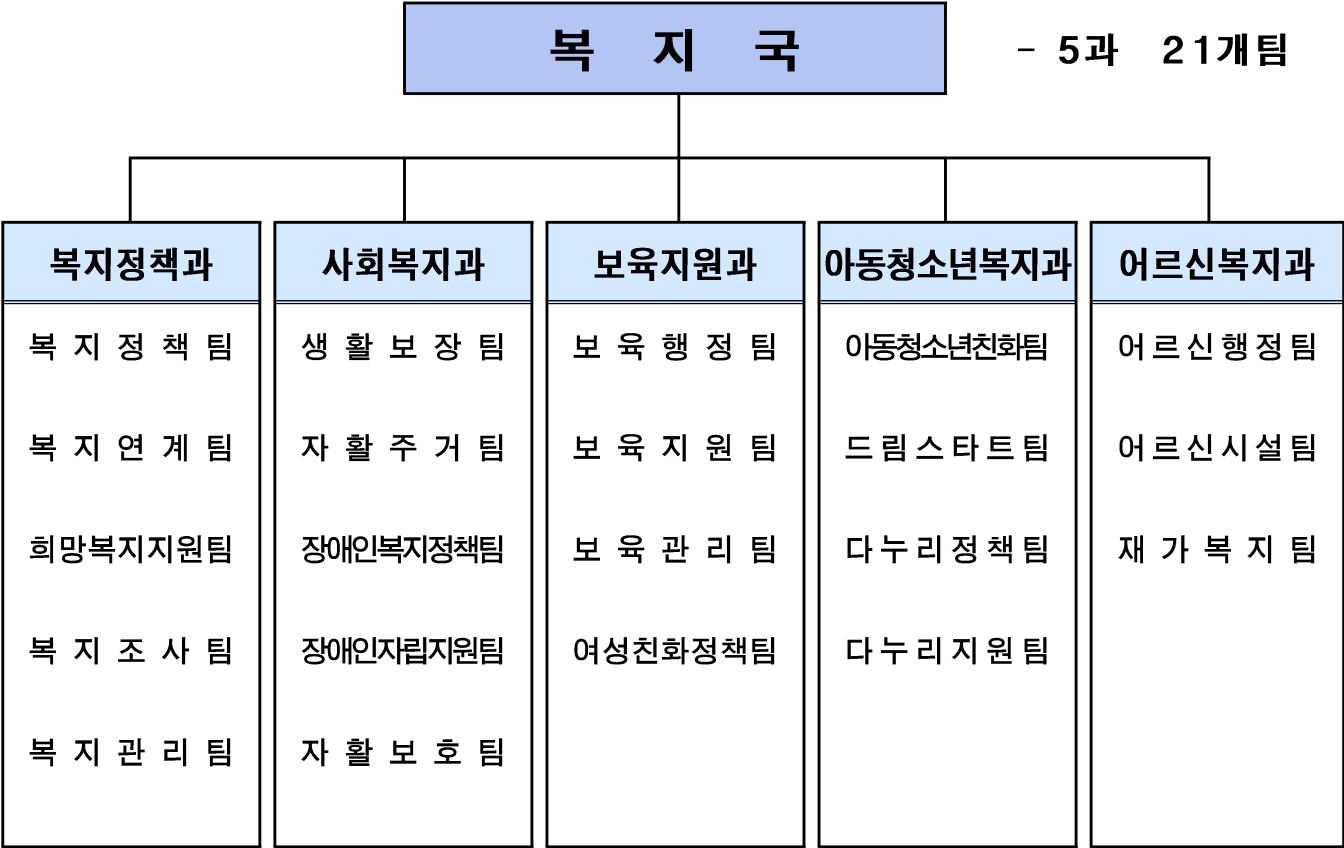 복 지 국
- 5과 21개팀
복지정책과
복지정책팀
복지연계팀
희망복지지원팀
복지조사팀
복지관리팀
사회복지과
생활보장팀
자활주거팀
장애인복지정책팀
장애인자립지원팀
자활보호팀
보육지원과
보육행정팀
보육지원팀
보육관리팀
여성친화정책팀
아동청소년복지과
아동청소년친화팀
드림스타트팀
다누리정책팀
다누리지원팀
어르신복지과
어르신행정팀
어르신시설팀
재가복지팀